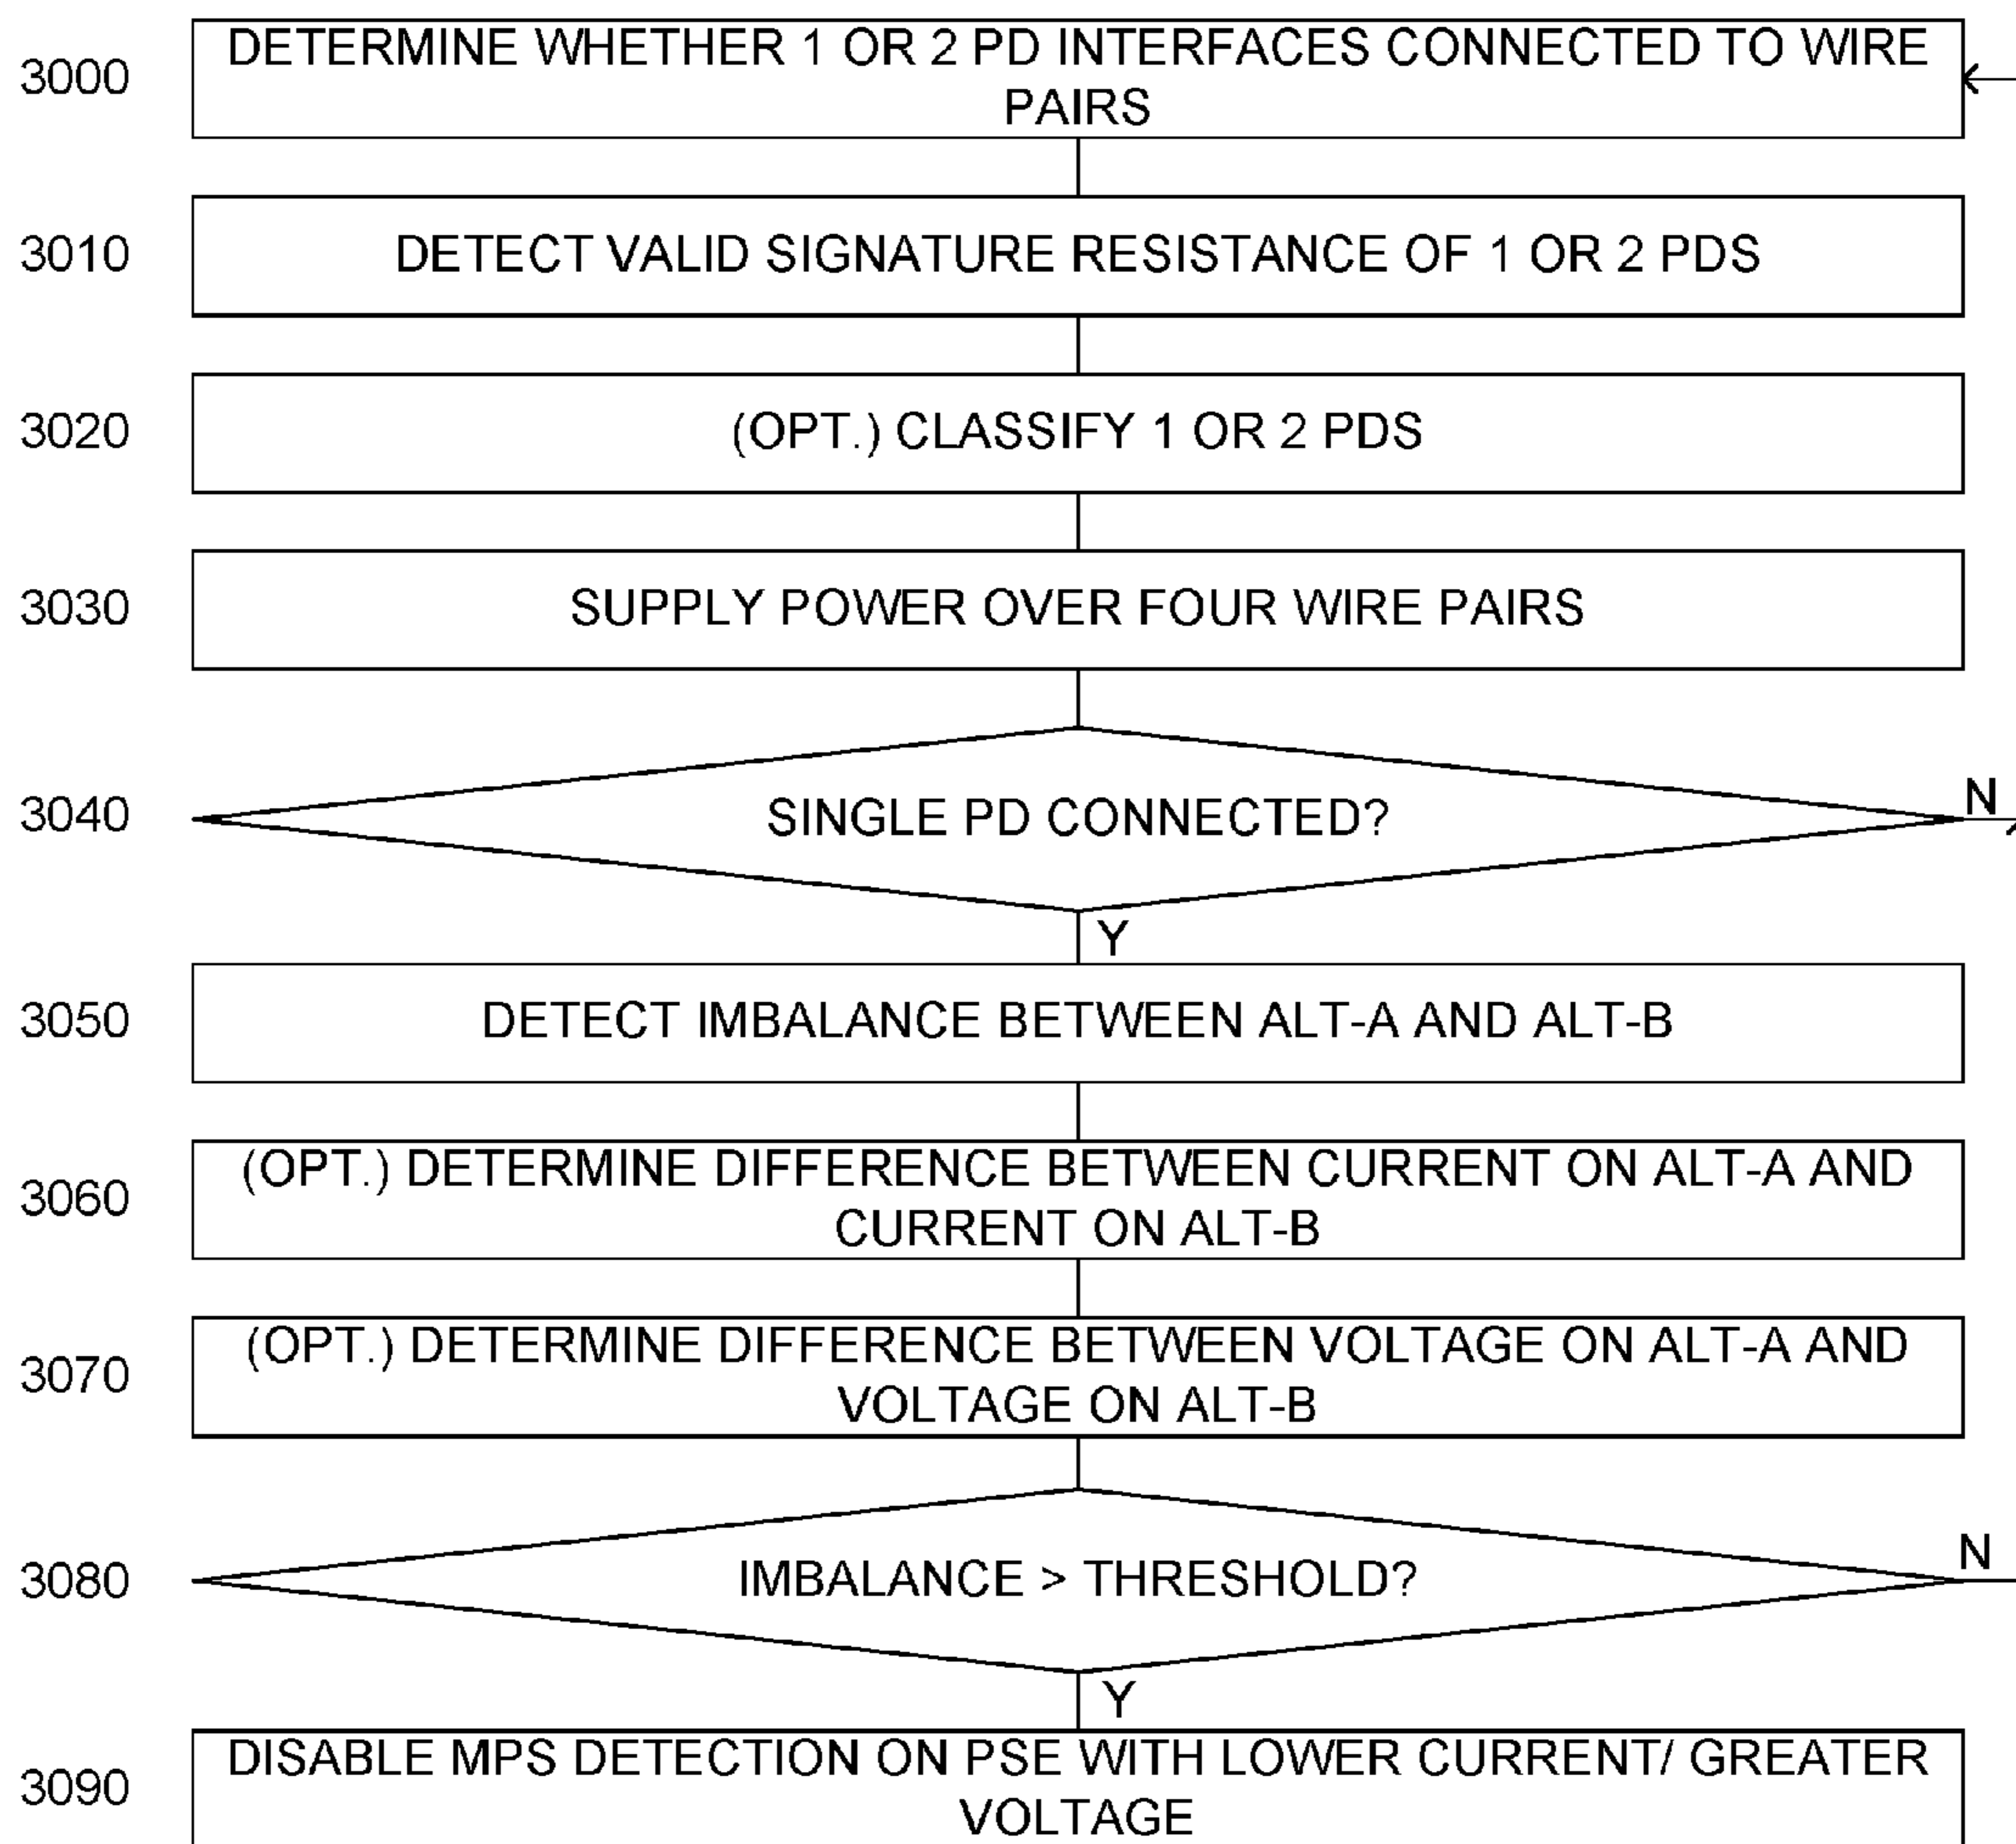 3000
DETERMINE WHETHER 1 OR 2 PD INTERFACES CONNECTED TO WIRE
PAIRS
3010
DETECT VALID SIGNATURE RESISTANCE OF 1 OR 2 PDS
3020
(OPT.) CLASSIFY 1 OR 2 PDS
3030
SUPPLY POWER OVER FOUR WIRE PAIRS
3040
SINGLE PD CONNECTED?
N
Y
3050
DETECT IMBALANCE BETWEEN ALT-A AND ALT-B
3060
(OPT.) DETERMINE DIFFERENCE BETWEEN CURRENT ON ALT-A AND
CURRENT ON ALT-B
3070
(OPT.) DETERMINE DIFFERENCE BETWEEN VOLTAGE ON ALT-A AND
VOLTAGE ON ALT-B
3080
IMBALANCE > THRESHOLD?
N
Y
3090
DISABLE MPS DETECTION ON PSE WITH LOWER CURRENT/ GREATER
VOLTAGE